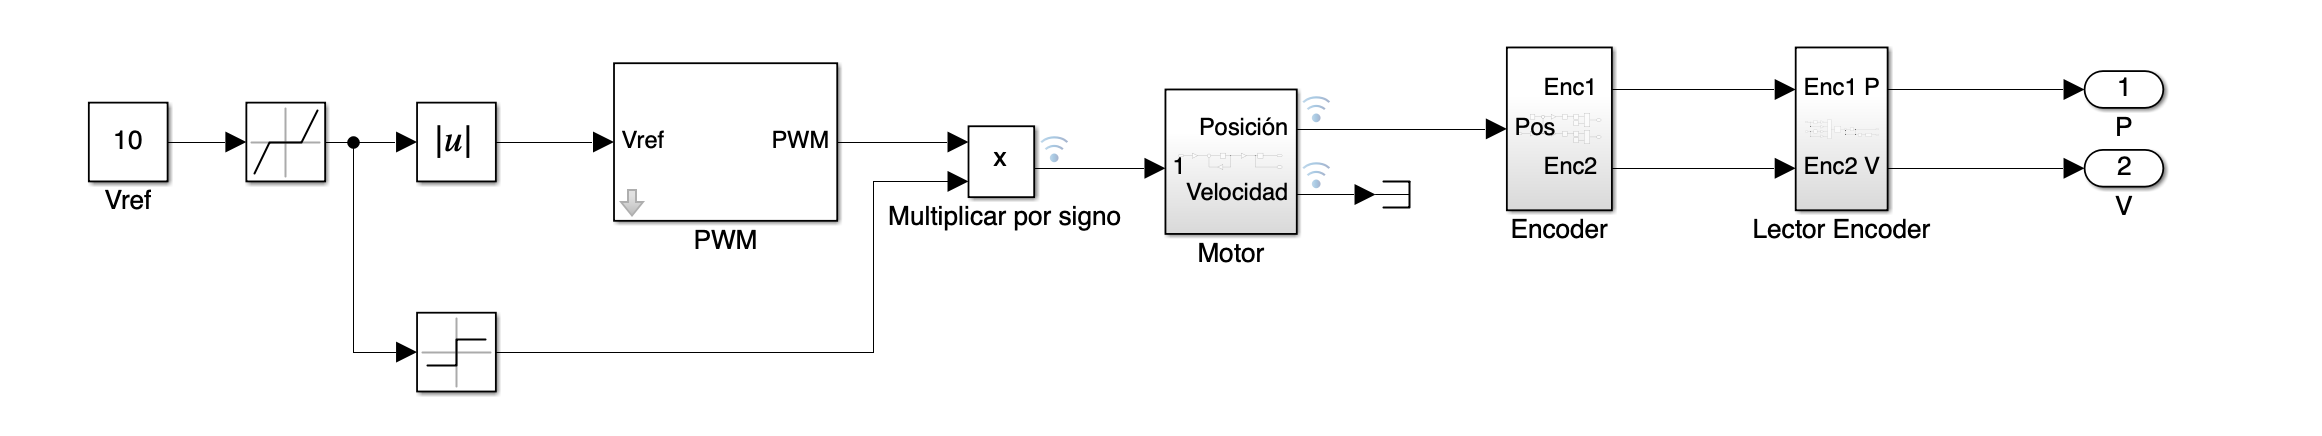 10
Vref
|u|
Vref
PWM
PWM
x
Multiplicar por signo
1
Posición
Velocidad
Motor
Pos
Enc1
Enc2
Encoder
Enc1 P
Enc2 V
Lector Encoder
1
P
2
V